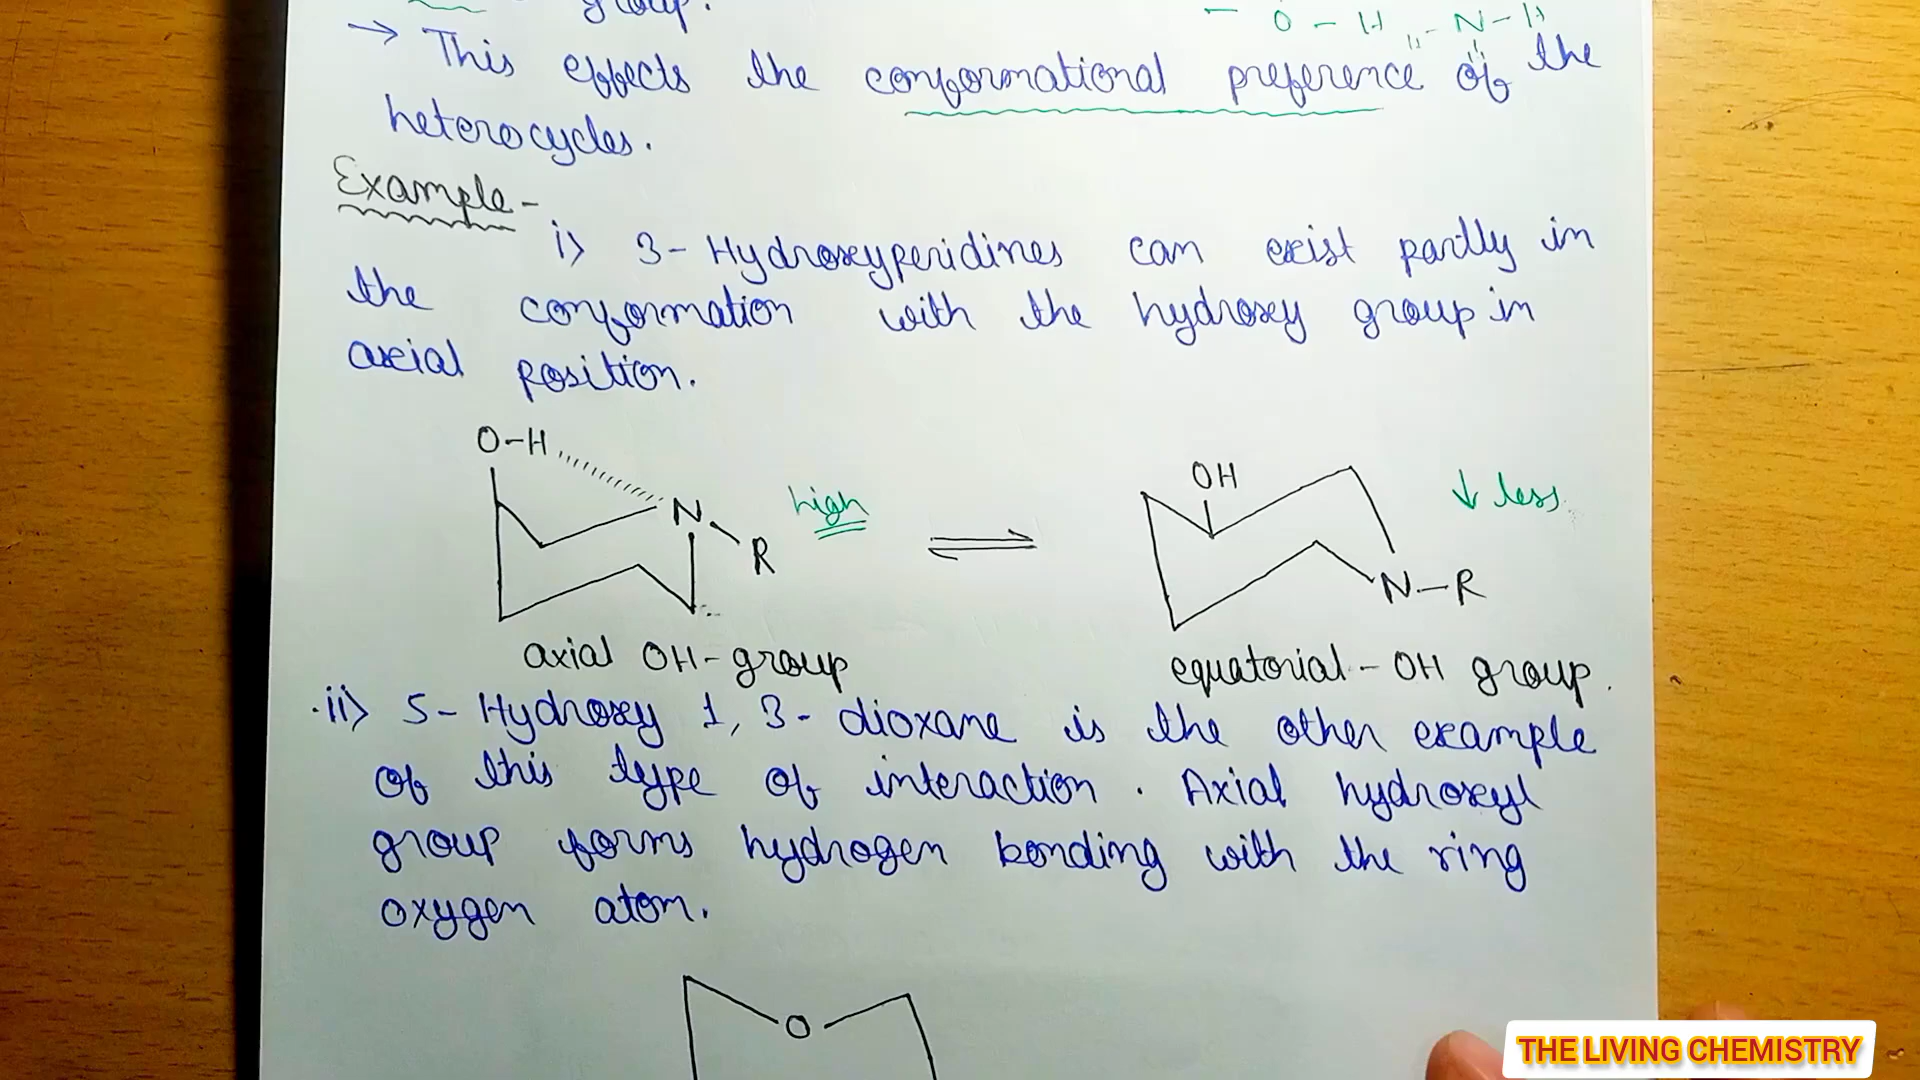 group.
- O - H ⋯ N - H
→ This effects the conformational preference of the
heterocycles.
Example -
i) 3- Hydroxyperidines can exist partly in
the conformation with the hydroxy group in
axial position.
O-H N R high ⇌ OH N-R ↓ less
axial OH-group equatorial - OH group.
ii) 5- Hydroxy 1, 3- dioxane is the other example
of this type of interaction. Axial hydroxyl
group forms hydrogen bonding with the ring
oxygen atom.
O
THE LIVING CHEMISTRY